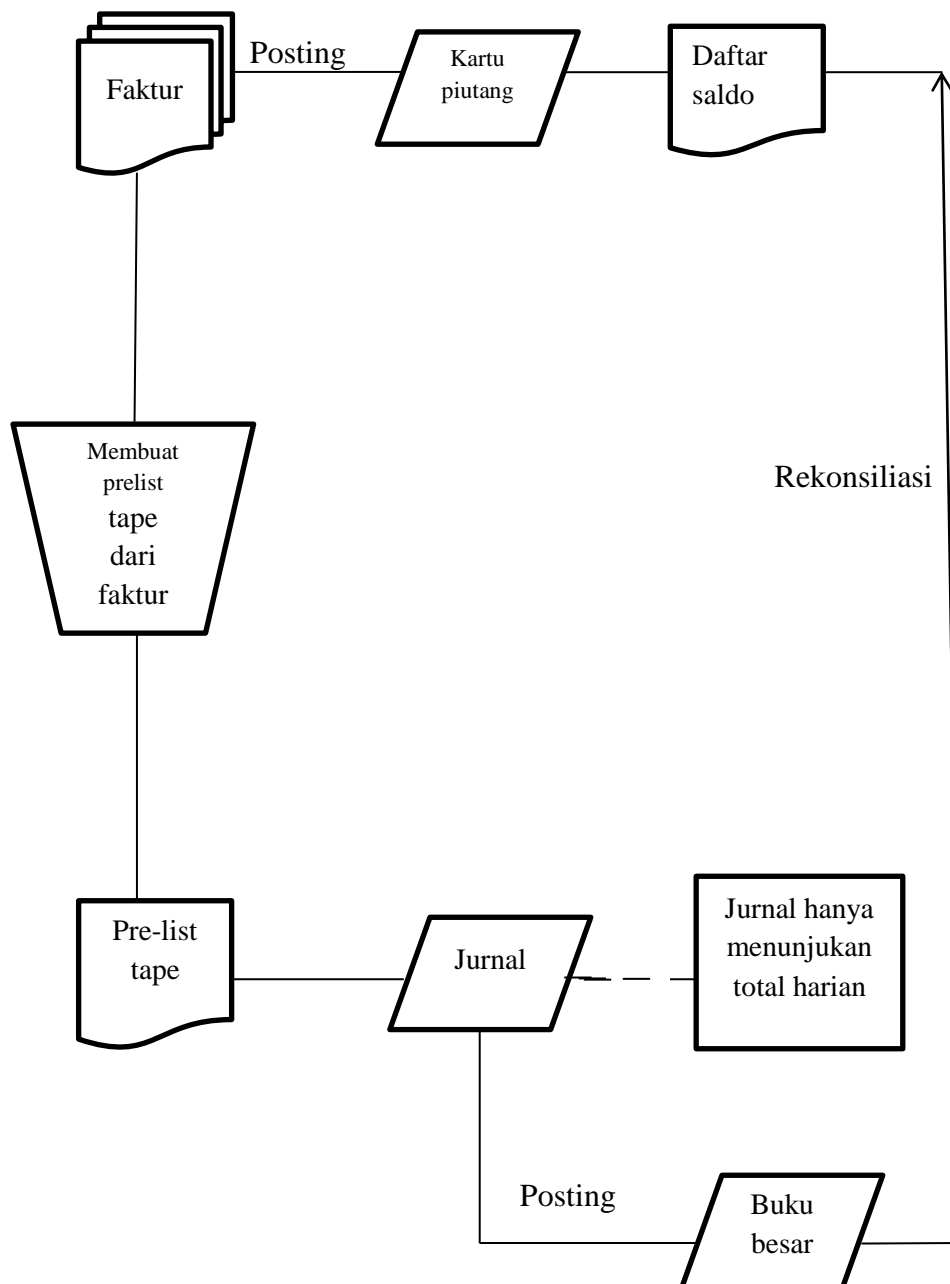 Faktur
Posting
Kartu
piutang
Daftar
saldo
Membuat
prelist
tape
dari
faktur
Rekonsiliasi
Pre-list
tape
Jurnal
Jurnal hanya
menunjukan
total harian
Posting
Buku
besar